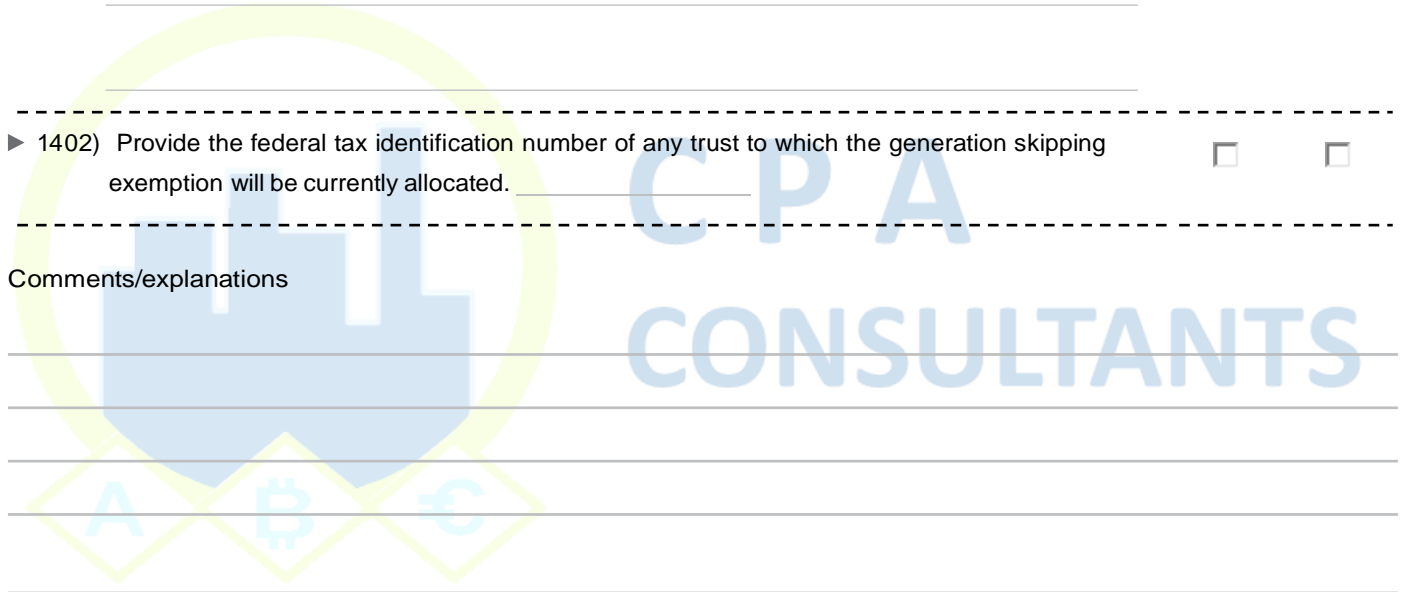 ► 1402) Provide the federal tax identification number of any trust to which the generation skipping
exemption will be currently allocated.
CPA
Comments/explanations
CONSULTANTS
A ₿ €